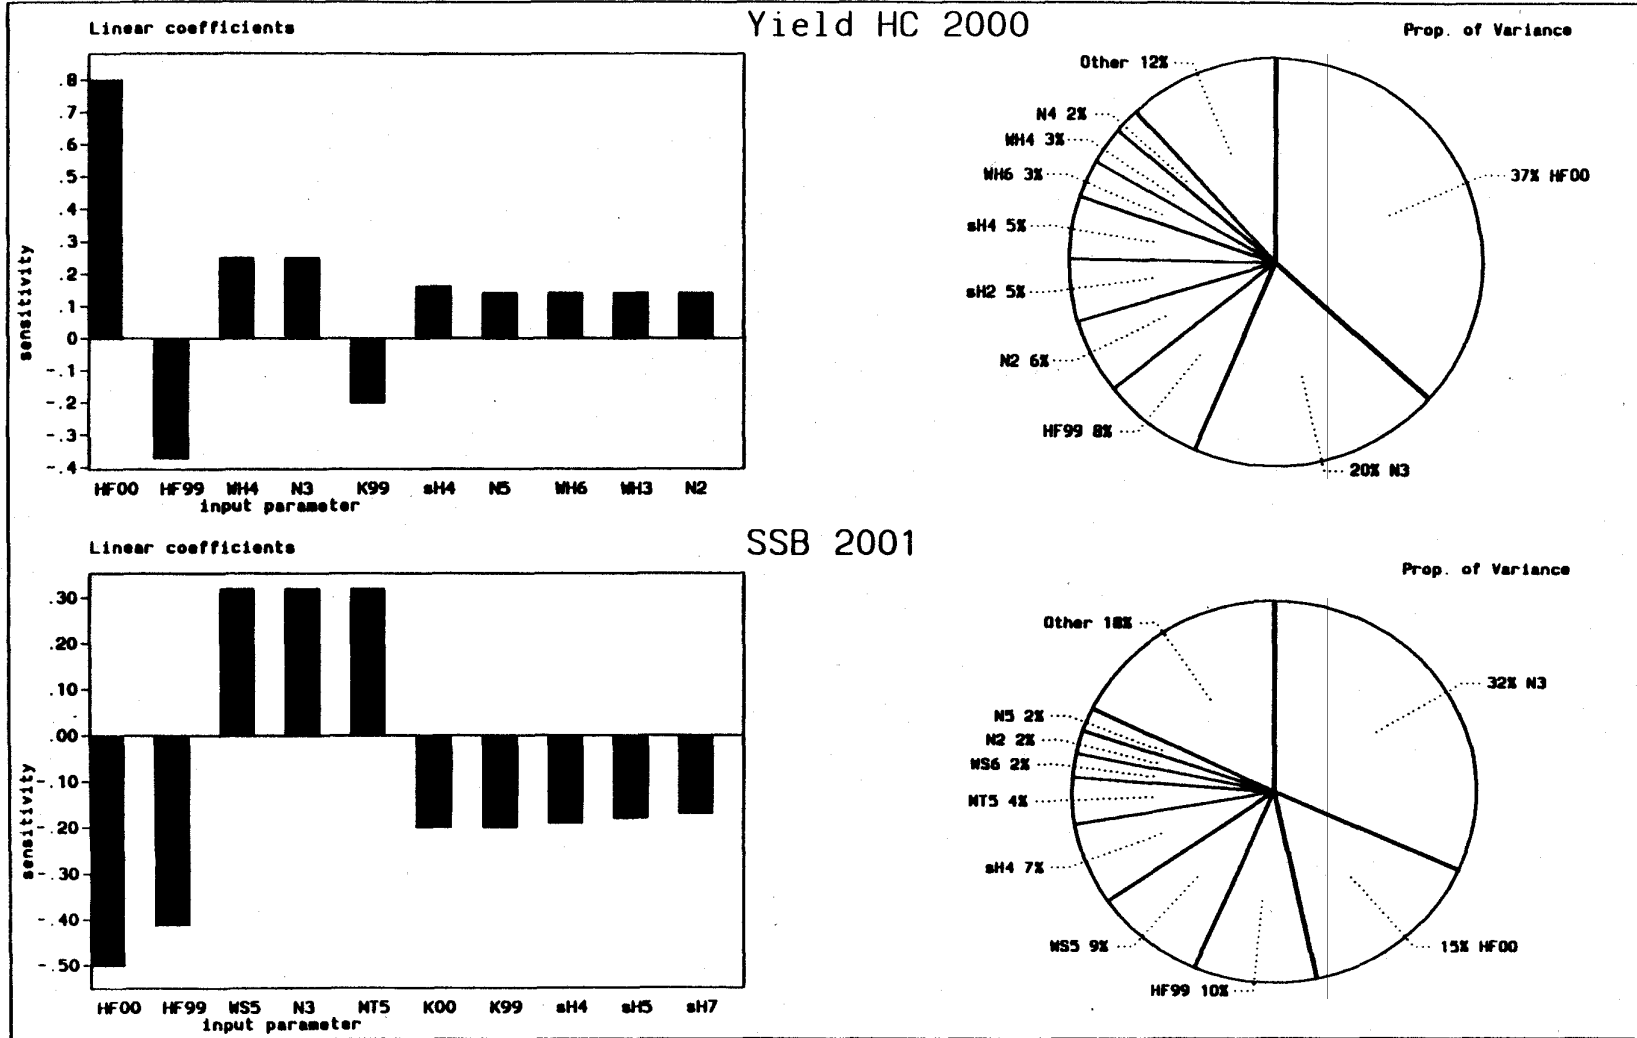 Yield HC 2000
Linear coefficients
.8
.7
.6
.5
.4
.3
.2
.1
0
-.1
-.2
-.3
-.4
sensitivity
HF00 HF99 WH4 N3 K99 sH4 N5 WH6 WH3 N2
input parameter
Prop. of Variance
Other 12%
N4 2%
WH4 3%
WH6 3%
sH4 5%
sH2 5%
N2 6%
HF99 8%
37% HF00
20% N3
SSB 2001
Linear coefficients
.30
.20
.10
.00
-.10
-.20
-.30
-.40
-.50
sensitivity
HF00 HF99 WS5 N3 MT5 K00 K99 sH4 sH5 sH7
input parameter
Prop. of Variance
Other 18%
N5 2%
N2 2%
WS6 2%
MT5 4%
sH4 7%
WS5 9%
HF99 10%
32% N3
15% HF00